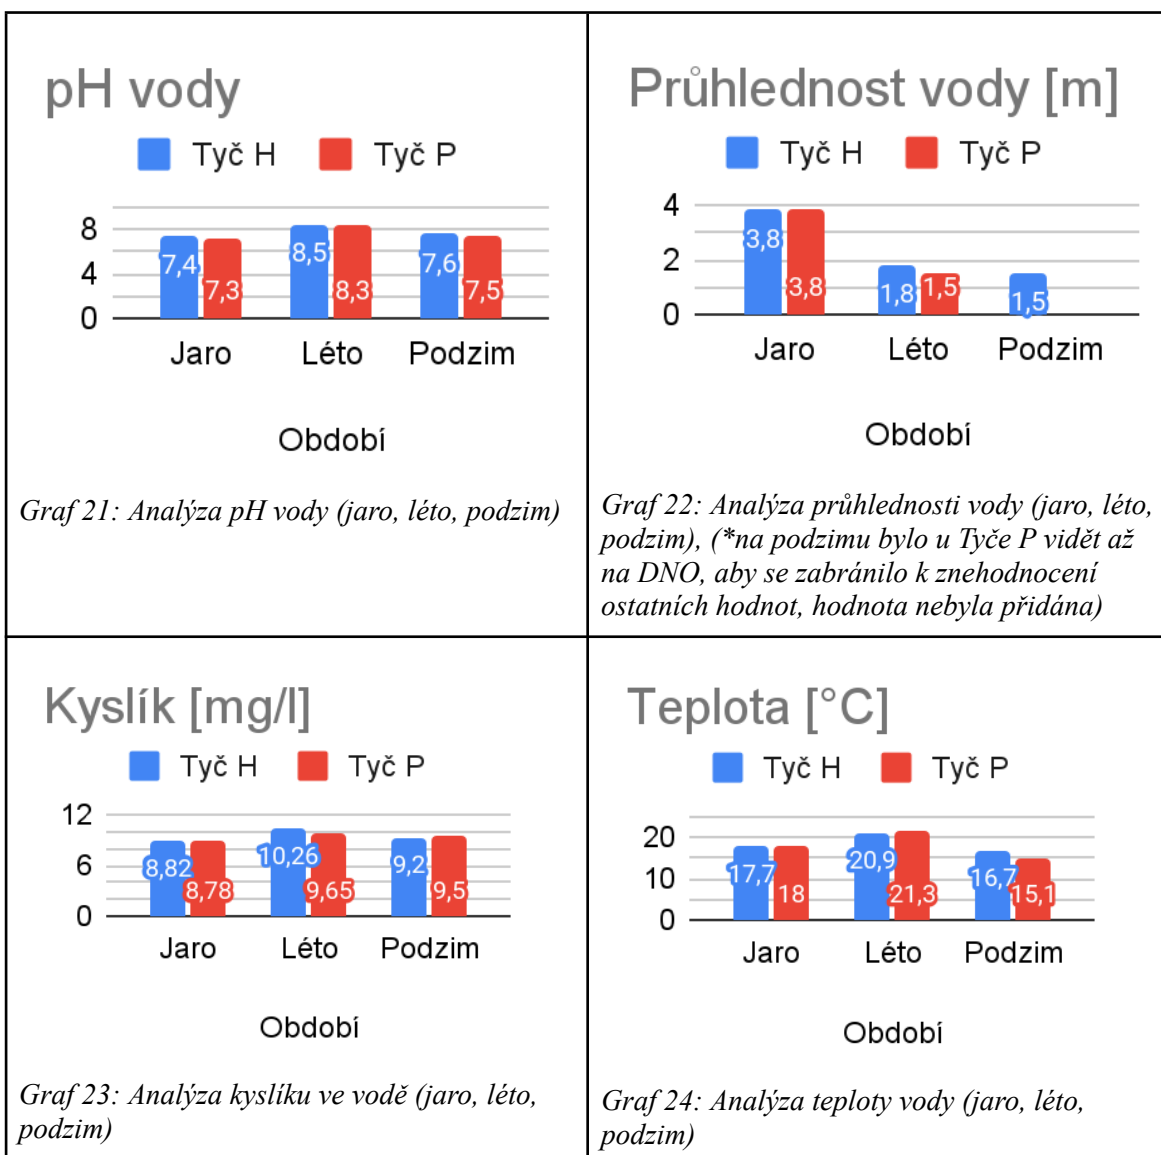 pH vody
Tyč H Tyč P
8
4
0
7,4
7,3
8,5
8,3
7,6
7,5
Jaro Léto Podzim
Období
Graf 21: Analýza pH vody (jaro, léto, podzim)
Průhlednost vody [m]
Tyč H Tyč P
4
2
0
3,8
3,8
1,8
1,5
1,5
Jaro Léto Podzim
Období
Graf 22: Analýza průhlednosti vody (jaro, léto,
podzim), (*na podzimu bylo u Tyče P vidět až
na DNO, aby se zabránilo k znehodnocení
ostatních hodnot, hodnota nebyla přidána)
Kyslík [mg/l]
Tyč H Tyč P
12
6
0
8,82
8,78
10,26
9,65
9,2
9,5
Jaro Léto Podzim
Období
Graf 23: Analýza kyslíku ve vodě (jaro, léto,
podzim)
Teplota [°C]
Tyč H Tyč P
20
10
0
17,7
18
20,9
21,3
16,7
15,1
Jaro Léto Podzim
Období
Graf 24: Analýza teploty vody (jaro, léto,
podzim)